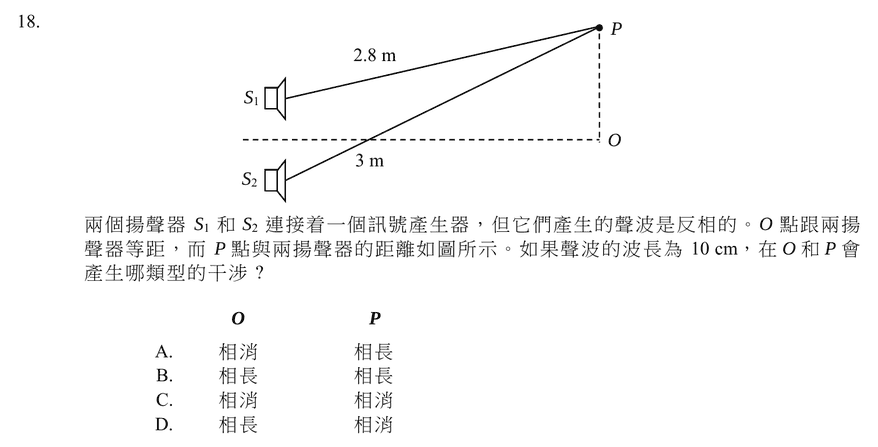 18.
P
2.8 m
S1
O
3 m
S2
兩個揚聲器 S1 和 S2 連接着一個訊號產生器，但它們產生的聲波是反相的。O 點跟兩揚
聲器等距，而 P 點與兩揚聲器的距離如圖所示。如果聲波的波長為 10 cm，在 O 和 P 會
產生哪類型的干涉？
O P
A. 相消 相長
B. 相長 相長
C. 相消 相消
D. 相長 相消